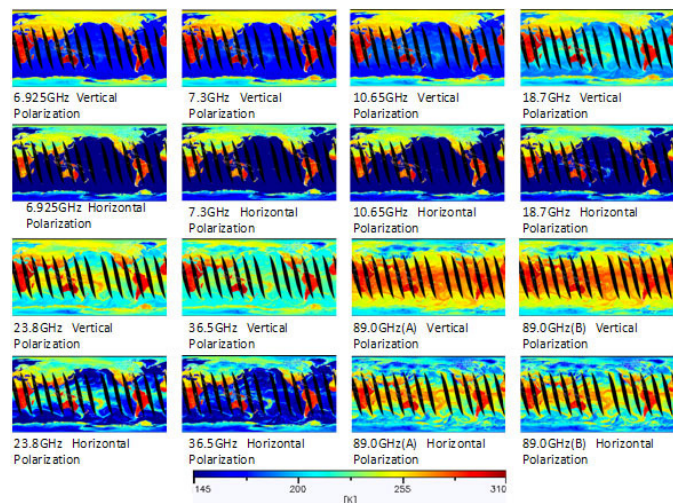 6.925GHz Vertical
Polarization
7.3GHz Vertical
Polarization
10.65GHz Vertical
Polarization
18.7GHz Vertical
Polarization
6.925GHz Horizontal
Polarization
7.3GHz Horizontal
Polarization
10.65GHz Horizontal
Polarization
18.7GHz Horizontal
Polarization
23.8GHz Vertical
Polarization
36.5GHz Vertical
Polarization
89.0GHz(A) Vertical
Polarization
89.0GHz(B) Vertical
Polarization
23.8GHz Horizontal
Polarization
36.5GHz Horizontal
Polarization
89.0GHz(A) Horizontal
Polarization
89.0GHz(B) Horizontal
Polarization
145 200 255 310
[K]